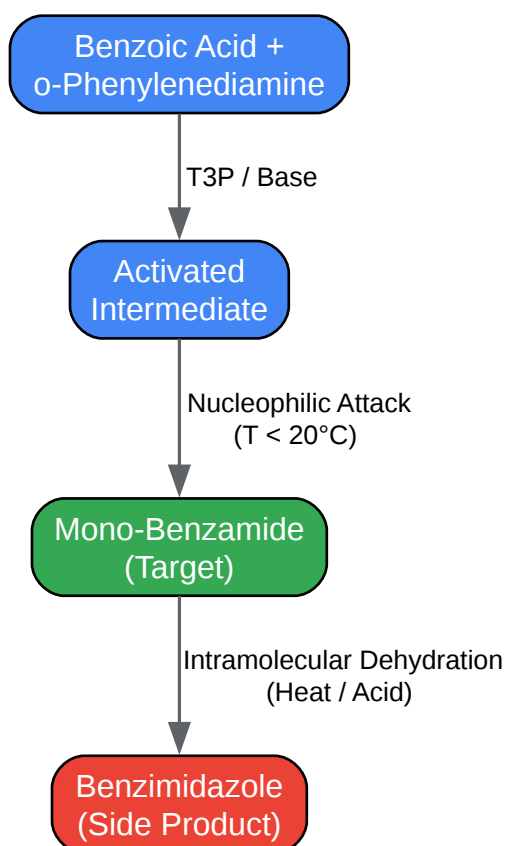 Benzoic Acid +
o-Phenylenediamine
T3P / Base
Activated
Intermediate
Nucleophilic Attack
(T < 20°C)
Mono-Benzamide
(Target)
Intramolecular Dehydration
(Heat / Acid)
Benzimidazole
(Side Product)